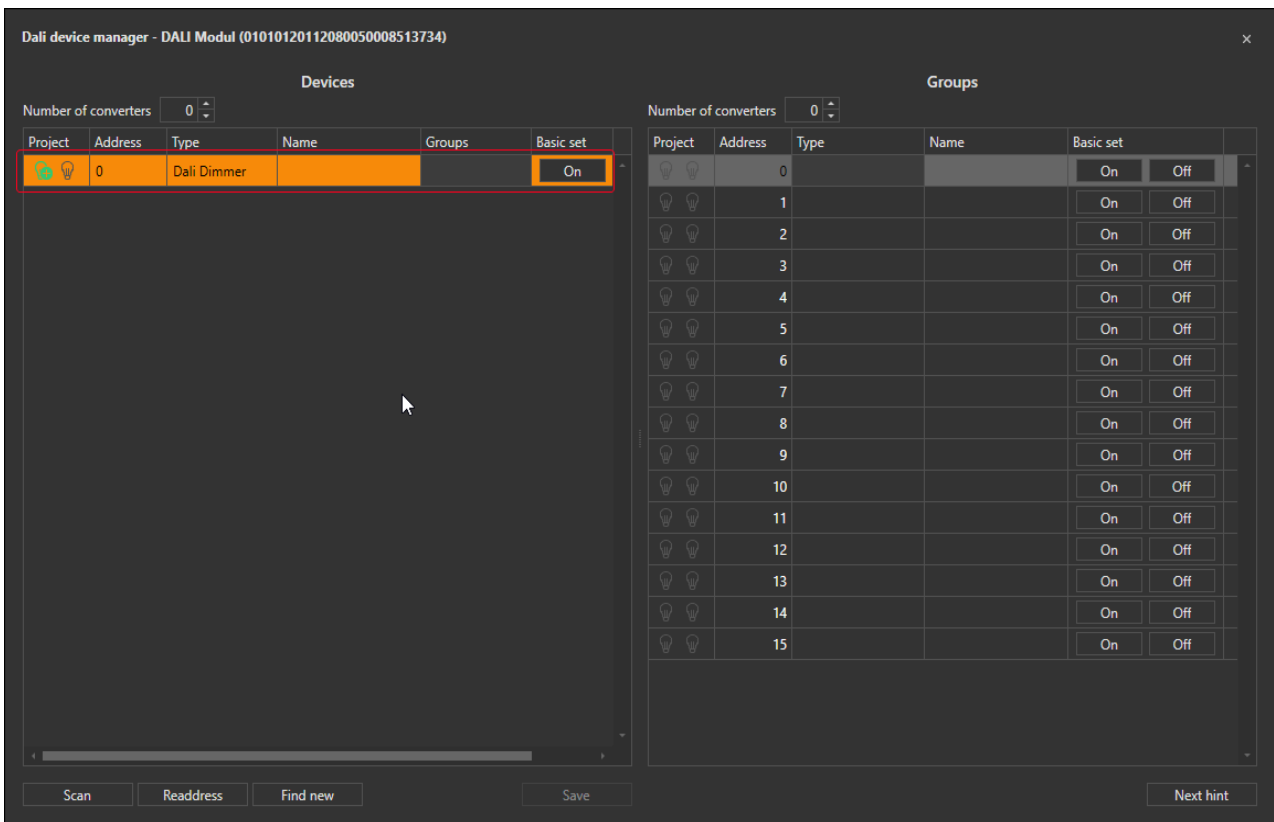 Dali device manager - DALI Modul (01010120112080050008513734)
Devices
Number of converters 0
Project Address Type Name Groups Basic set
0 Dali Dimmer On
Scan Readdress Find new Save
Groups
Number of converters 0
Project Address Type Name Basic set
0 On Off
1 On Off
2 On Off
3 On Off
4 On Off
5 On Off
6 On Off
7 On Off
8 On Off
9 On Off
10 On Off
11 On Off
12 On Off
13 On Off
14 On Off
15 On Off
Next hint